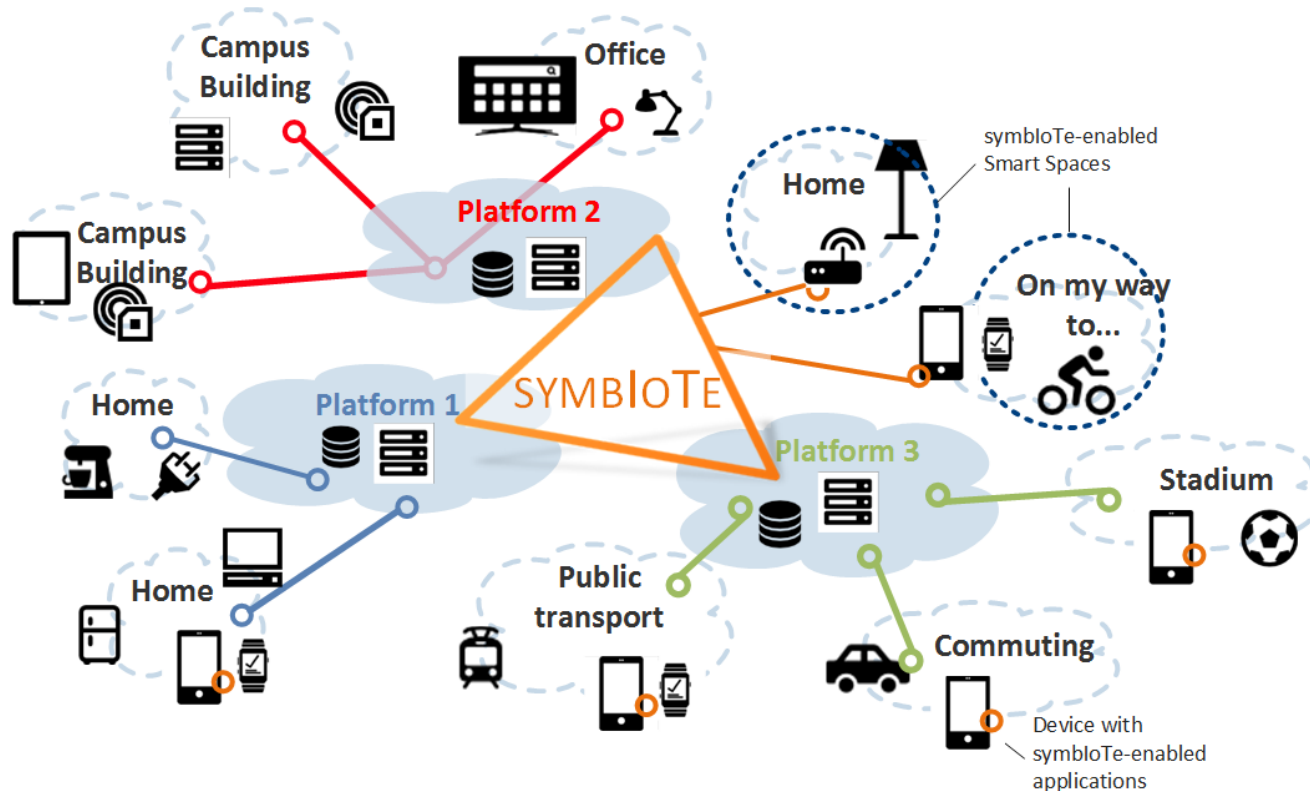 Campus
Building
Office
symbIoTe-enabled
Smart Spaces
Home
Platform 2
Campus
Building
On my way
to...
SYMBIOTE
Home
Platform 1
Platform 3
Stadium
Home
Public
transport
Commuting
Device with
symbIoTe-enabled
applications